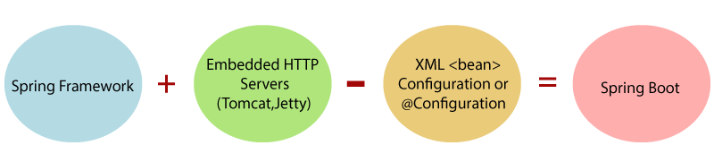 Spring Framework
+
Embedded HTTP
Servers
(Tomcat,Jetty)
-
XML <bean>
Configuration or
@Configuration
=
Spring Boot